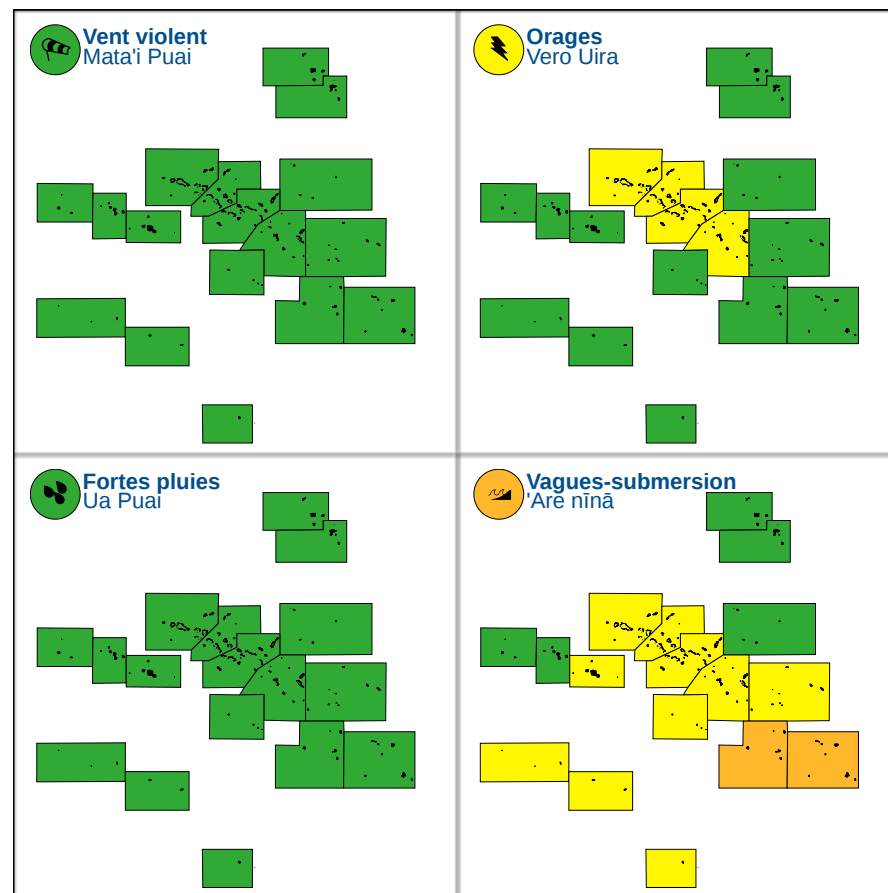 Vent violent
Mata'i Puai
Orages
Vero Uira
Fortes pluies
Ua Puai
Vagues-submersion
'Are nīnā